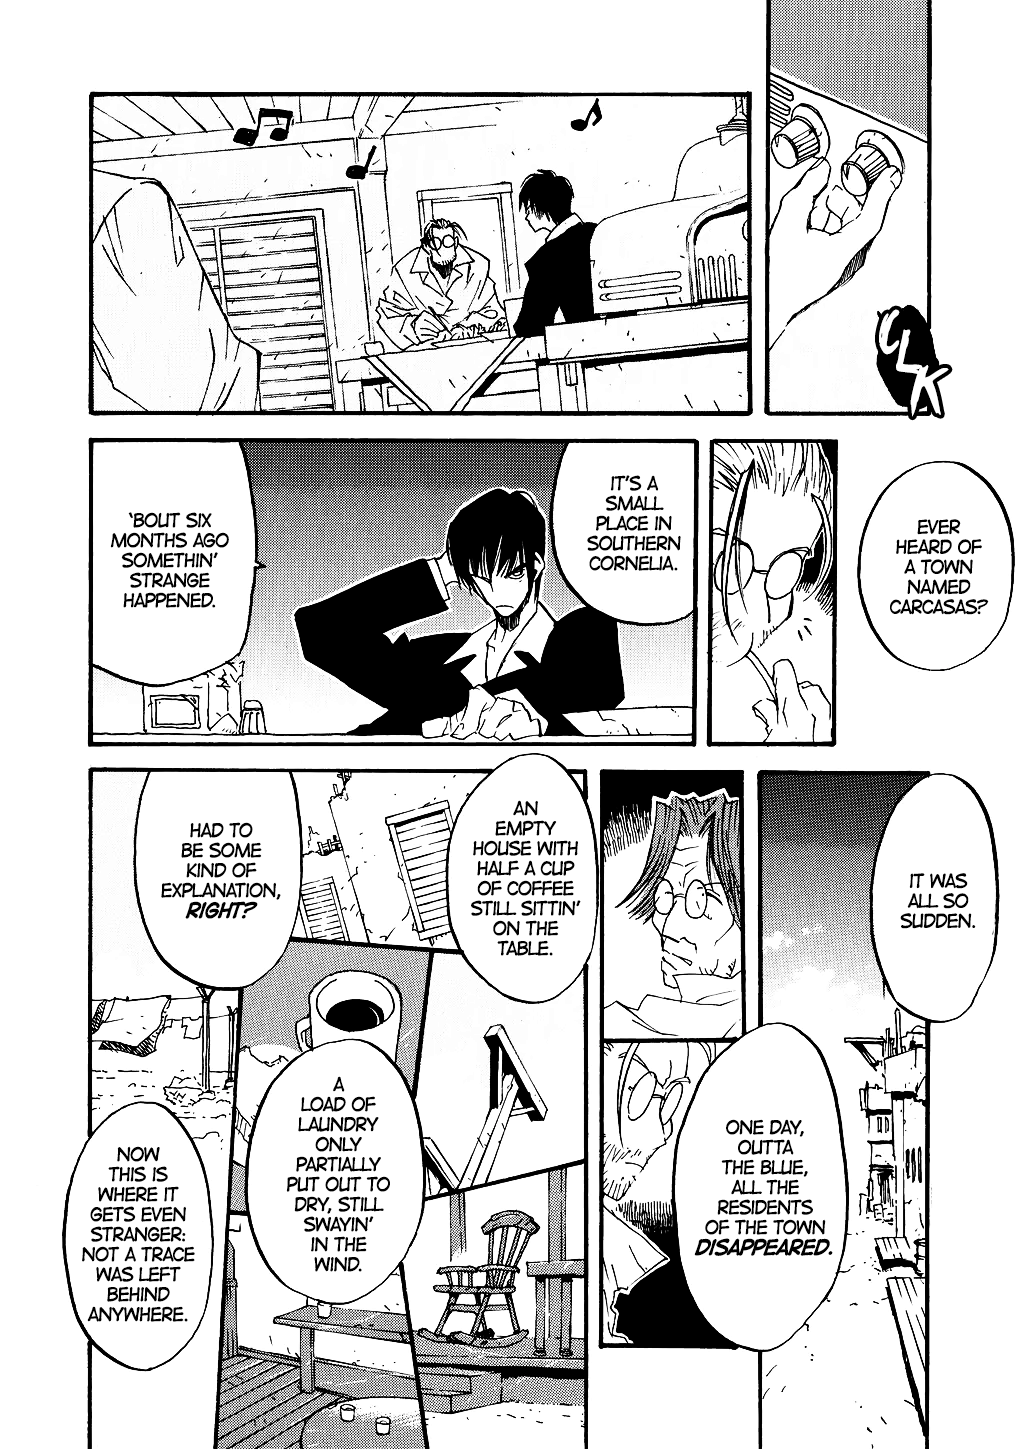 CLK
EVER
HEARD OF
A TOWN
NAMED
CARCASAS?
IT'S A
SMALL
PLACE IN
SOUTHERN
CORNELIA.
'BOUT SIX
MONTHS AGO
SOMETHIN'
STRANGE
HAPPENED.
IT WAS
ALL SO
SUDDEN.
ONE DAY,
OUTTA
THE BLUE,
ALL THE
RESIDENTS
OF THE TOWN
DISAPPEARED.
AN
EMPTY
HOUSE WITH
HALF A CUP
OF COFFEE
STILL SITTIN'
ON THE
TABLE.
HAD TO
BE SOME
KIND OF
EXPLANATION,
RIGHT?
A
LOAD OF
LAUNDRY
ONLY
PARTIALLY
PUT OUT TO
DRY, STILL
SWAYIN'
IN THE
WIND.
NOW
THIS IS
WHERE IT
GETS EVEN
STRANGER:
NOT A TRACE
WAS LEFT
BEHIND
ANYWHERE.